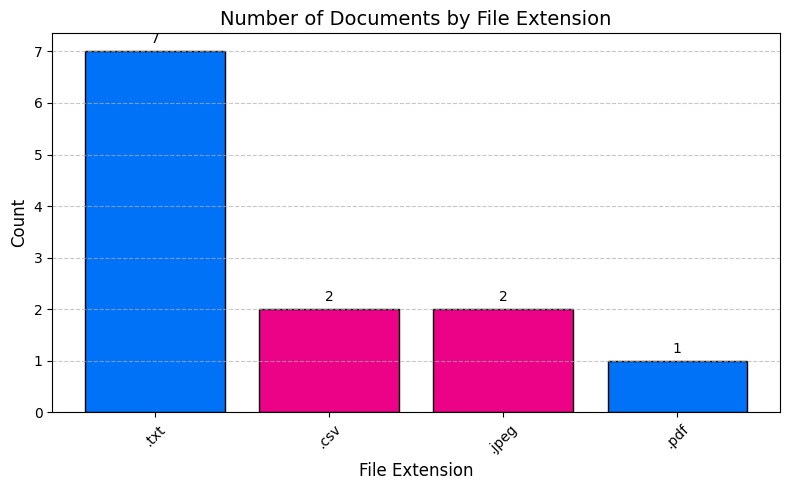 Number of Documents by File Extension
7
7
6
5
4
3
2
2
2
1
1
0
Count
.txt
.csv
.jpeg
.pdf
File Extension